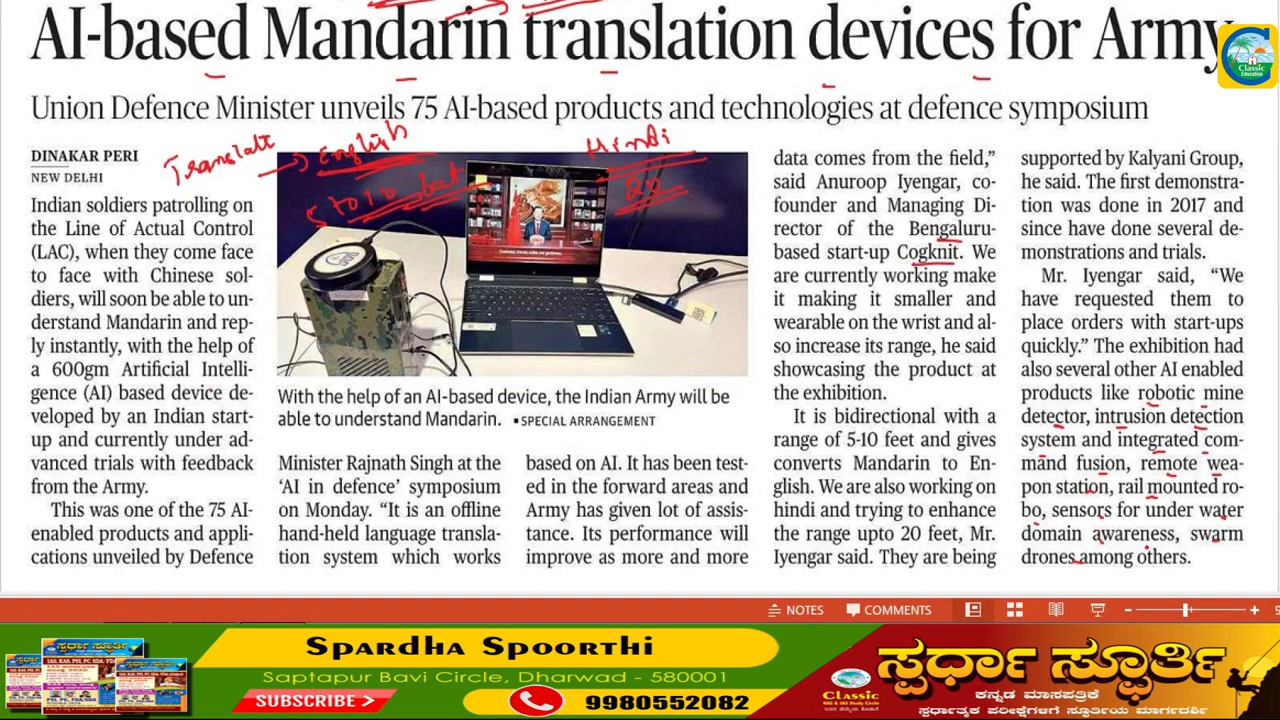 AI-based Mandarin translation devices for Army
Classic
Education
Union Defence Minister unveils 75 AI-based products and technologies at defence symposium
Translate → English
5 to 10 
Hindi
20
DINAKAR PERI
NEW DELHI
Indian soldiers patrolling on
the Line of Actual Control
(LAC), when they come face
to face with Chinese sol-
diers, will soon be able to un-
derstand Mandarin and rep-
ly instantly, with the help of
a 600gm Artificial Intelli-
gence (AI) based device de-
veloped by an Indian start-
up and currently under ad-
vanced trials with feedback
from the Army.
This was one of the 75 AI-
enabled products and appli-
cations unveiled by Defence
With the help of an AI-based device, the Indian Army will be
able to understand Mandarin. ▪SPECIAL ARRANGEMENT
Minister Rajnath Singh at the
‘AI in defence’ symposium
on Monday. “It is an offline
hand-held language transla-
tion system which works
based on AI. It has been test-
ed in the forward areas and
Army has given lot of assis-
tance. Its performance will
improve as more and more
data comes from the field,”
said Anuroop Iyengar, co-
founder and Managing Di-
rector of the Bengaluru-
based start-up Cogknit. We
are currently working make
it making it smaller and
wearable on the wrist and al-
so increase its range, he said
showcasing the product at
the exhibition.
It is bidirectional with a
range of 5-10 feet and gives
converts Mandarin to En-
glish. We are also working on
hindi and trying to enhance
the range upto 20 feet, Mr.
Iyengar said. They are being
supported by Kalyani Group,
he said. The first demonstra-
tion was done in 2017 and
since have done several de-
monstrations and trials.
Mr. Iyengar said, “We
have requested them to
place orders with start-ups
quickly.” The exhibition had
also several other AI enabled
products like robotic mine
detector, intrusion detection
system and integrated com-
mand fusion, remote wea-
pon station, rail mounted ro-
bo, sensors for under water
domain awareness, swarm
drones among others.
NOTES
COMMENTS
Spardha Spoorthi
Saptapur Bavi Circle, Dharwad - 580001
SUBSCRIBE
9980552082
ಸ್ಪರ್ಧಾ ಸ್ಫೂರ್ತಿ
ಕನ್ನಡ ಮಾಸಪತ್ರಿಕೆ
ಸ್ಪರ್ಧಾತ್ಮಕ ಪರೀಕ್ಷೆಗಳಿಗೆ ಸ್ಫೂರ್ತಿಯ ಮಾರ್ಗದರ್ಶಿ
Classic
IAS & KAS Study Circle